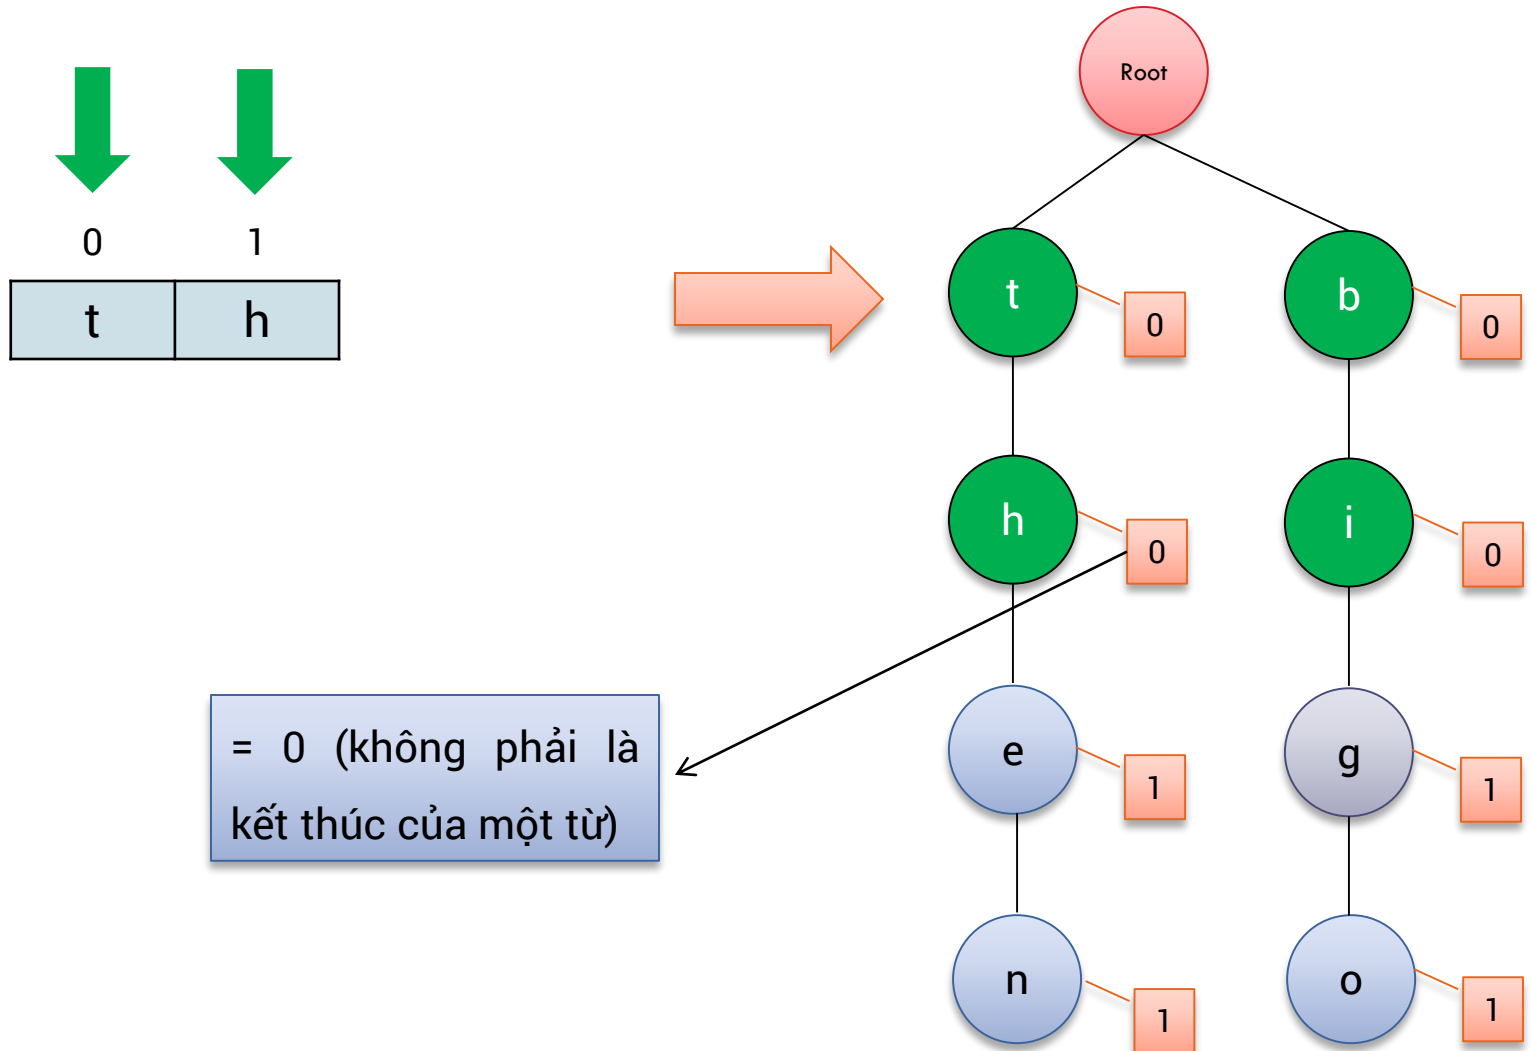 Root
0 1
t h
t 0 b 0
h 0 i 0
= 0 (không phải là
kết thúc của một từ)
e 1 g 1
n 1 o 1